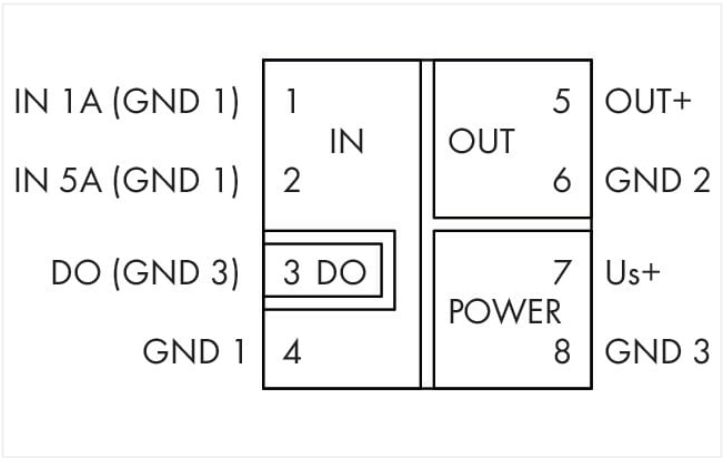 IN 1A (GND 1) 1 5 OUT+
IN OUT
IN 5A (GND 1) 2 6 GND 2
DO (GND 3) 3 DO 7 Us+
POWER
GND 1 4 8 GND 3